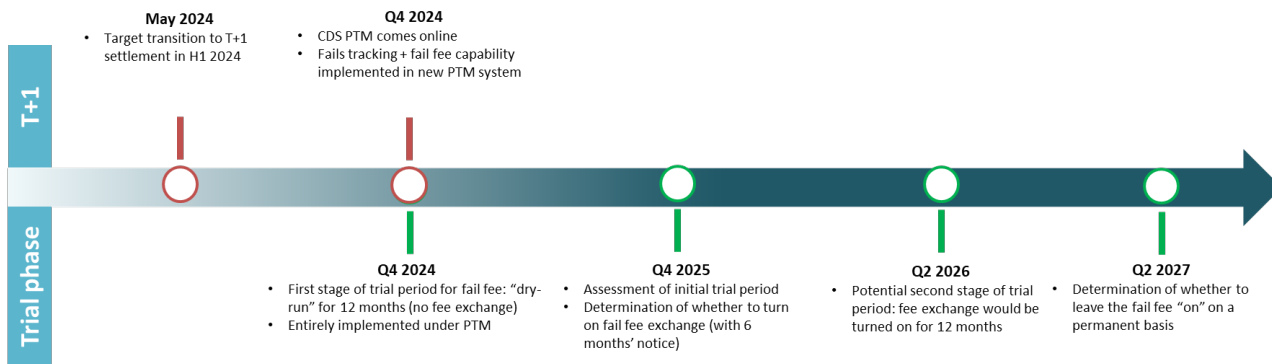 T+1
May 2024
• Target transition to T+1
settlement in H1 2024
Q4 2024
• CDS PTM comes online
• Fails tracking + fail fee capability
implemented in new PTM system
Trial phase
Q4 2024
• First stage of trial period for fail fee: “dry-
run” for 12 months (no fee exchange)
• Entirely implemented under PTM
Q4 2025
• Assessment of initial trial period
• Determination of whether to turn
on fail fee exchange (with 6
months’ notice)
Q2 2026
• Potential second stage of trial
period: fee exchange would be
turned on for 12 months
Q2 2027
• Determination of whether to
leave the fail fee “on” on a
permanent basis